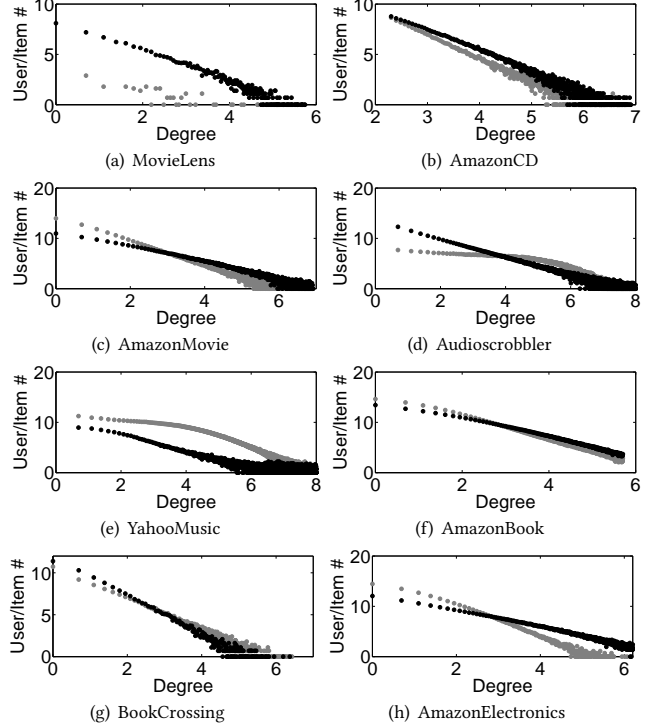 User/Item #
10
5
0
0 2 4 6
Degree
(a) MovieLens
User/Item #
10
5
0
2 3 4 5 6 7
Degree
(b) AmazonCD
User/Item #
20
10
0
0 2 4 6
Degree
(c) AmazonMovie
User/Item #
20
10
0
0 2 4 6 8
Degree
(d) Audioscrobbler
User/Item #
20
10
0
0 2 4 6 8
Degree
(e) YahooMusic
User/Item #
20
10
0
0 2 4 6
Degree
(f) AmazonBook
User/Item #
10
5
0
0 2 4 6
Degree
(g) BookCrossing
User/Item #
20
10
0
0 2 4 6
Degree
(h) AmazonElectronics